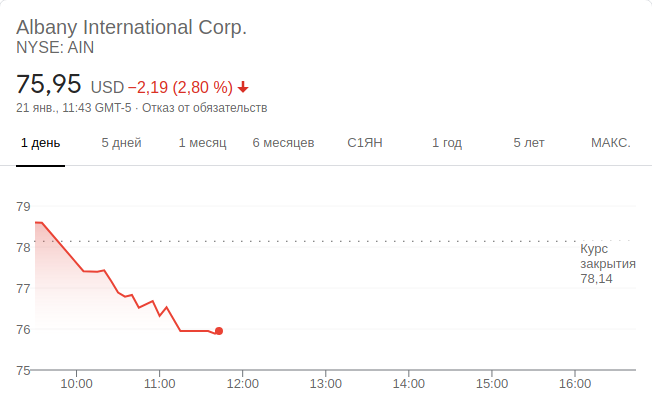 Albany International Corp.
NYSE: AIN
75,95 USD −2,19 (2,80 %)
21 янв., 11:43 GMT-5 · Отказ от обязательств
1 день 5 дней 1 месяц 6 месяцев С1ЯН 1 год 5 лет МАКС.
79
78
Курс
закрытия
78,14
77
76
75
10:00 11:00 12:00 13:00 14:00 15:00 16:00